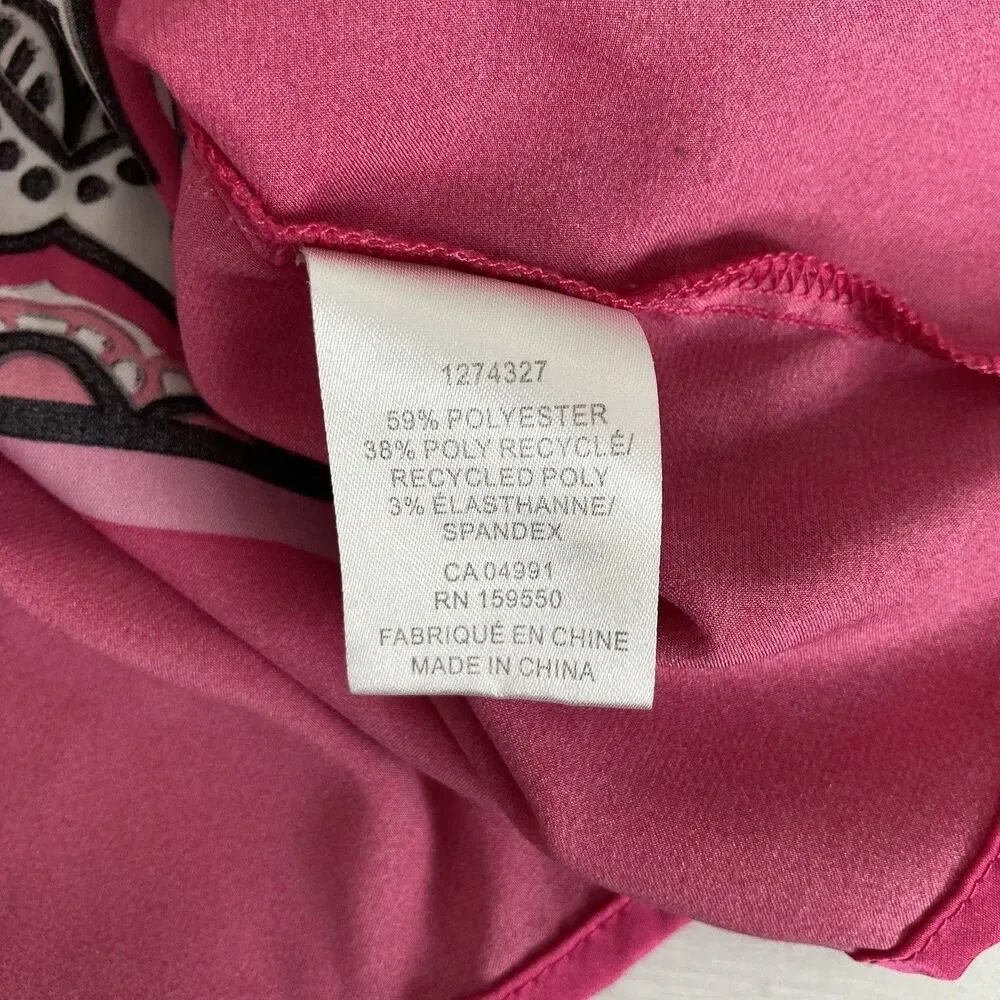 1274327
59% POLYESTER
38% POLY RECYCLÉ/
RECYCLED POLY
3% ÉLASTHANNE/
SPANDEX
CA 04991
RN 159550
FABRIQUÉ EN CHINE
MADE IN CHINA